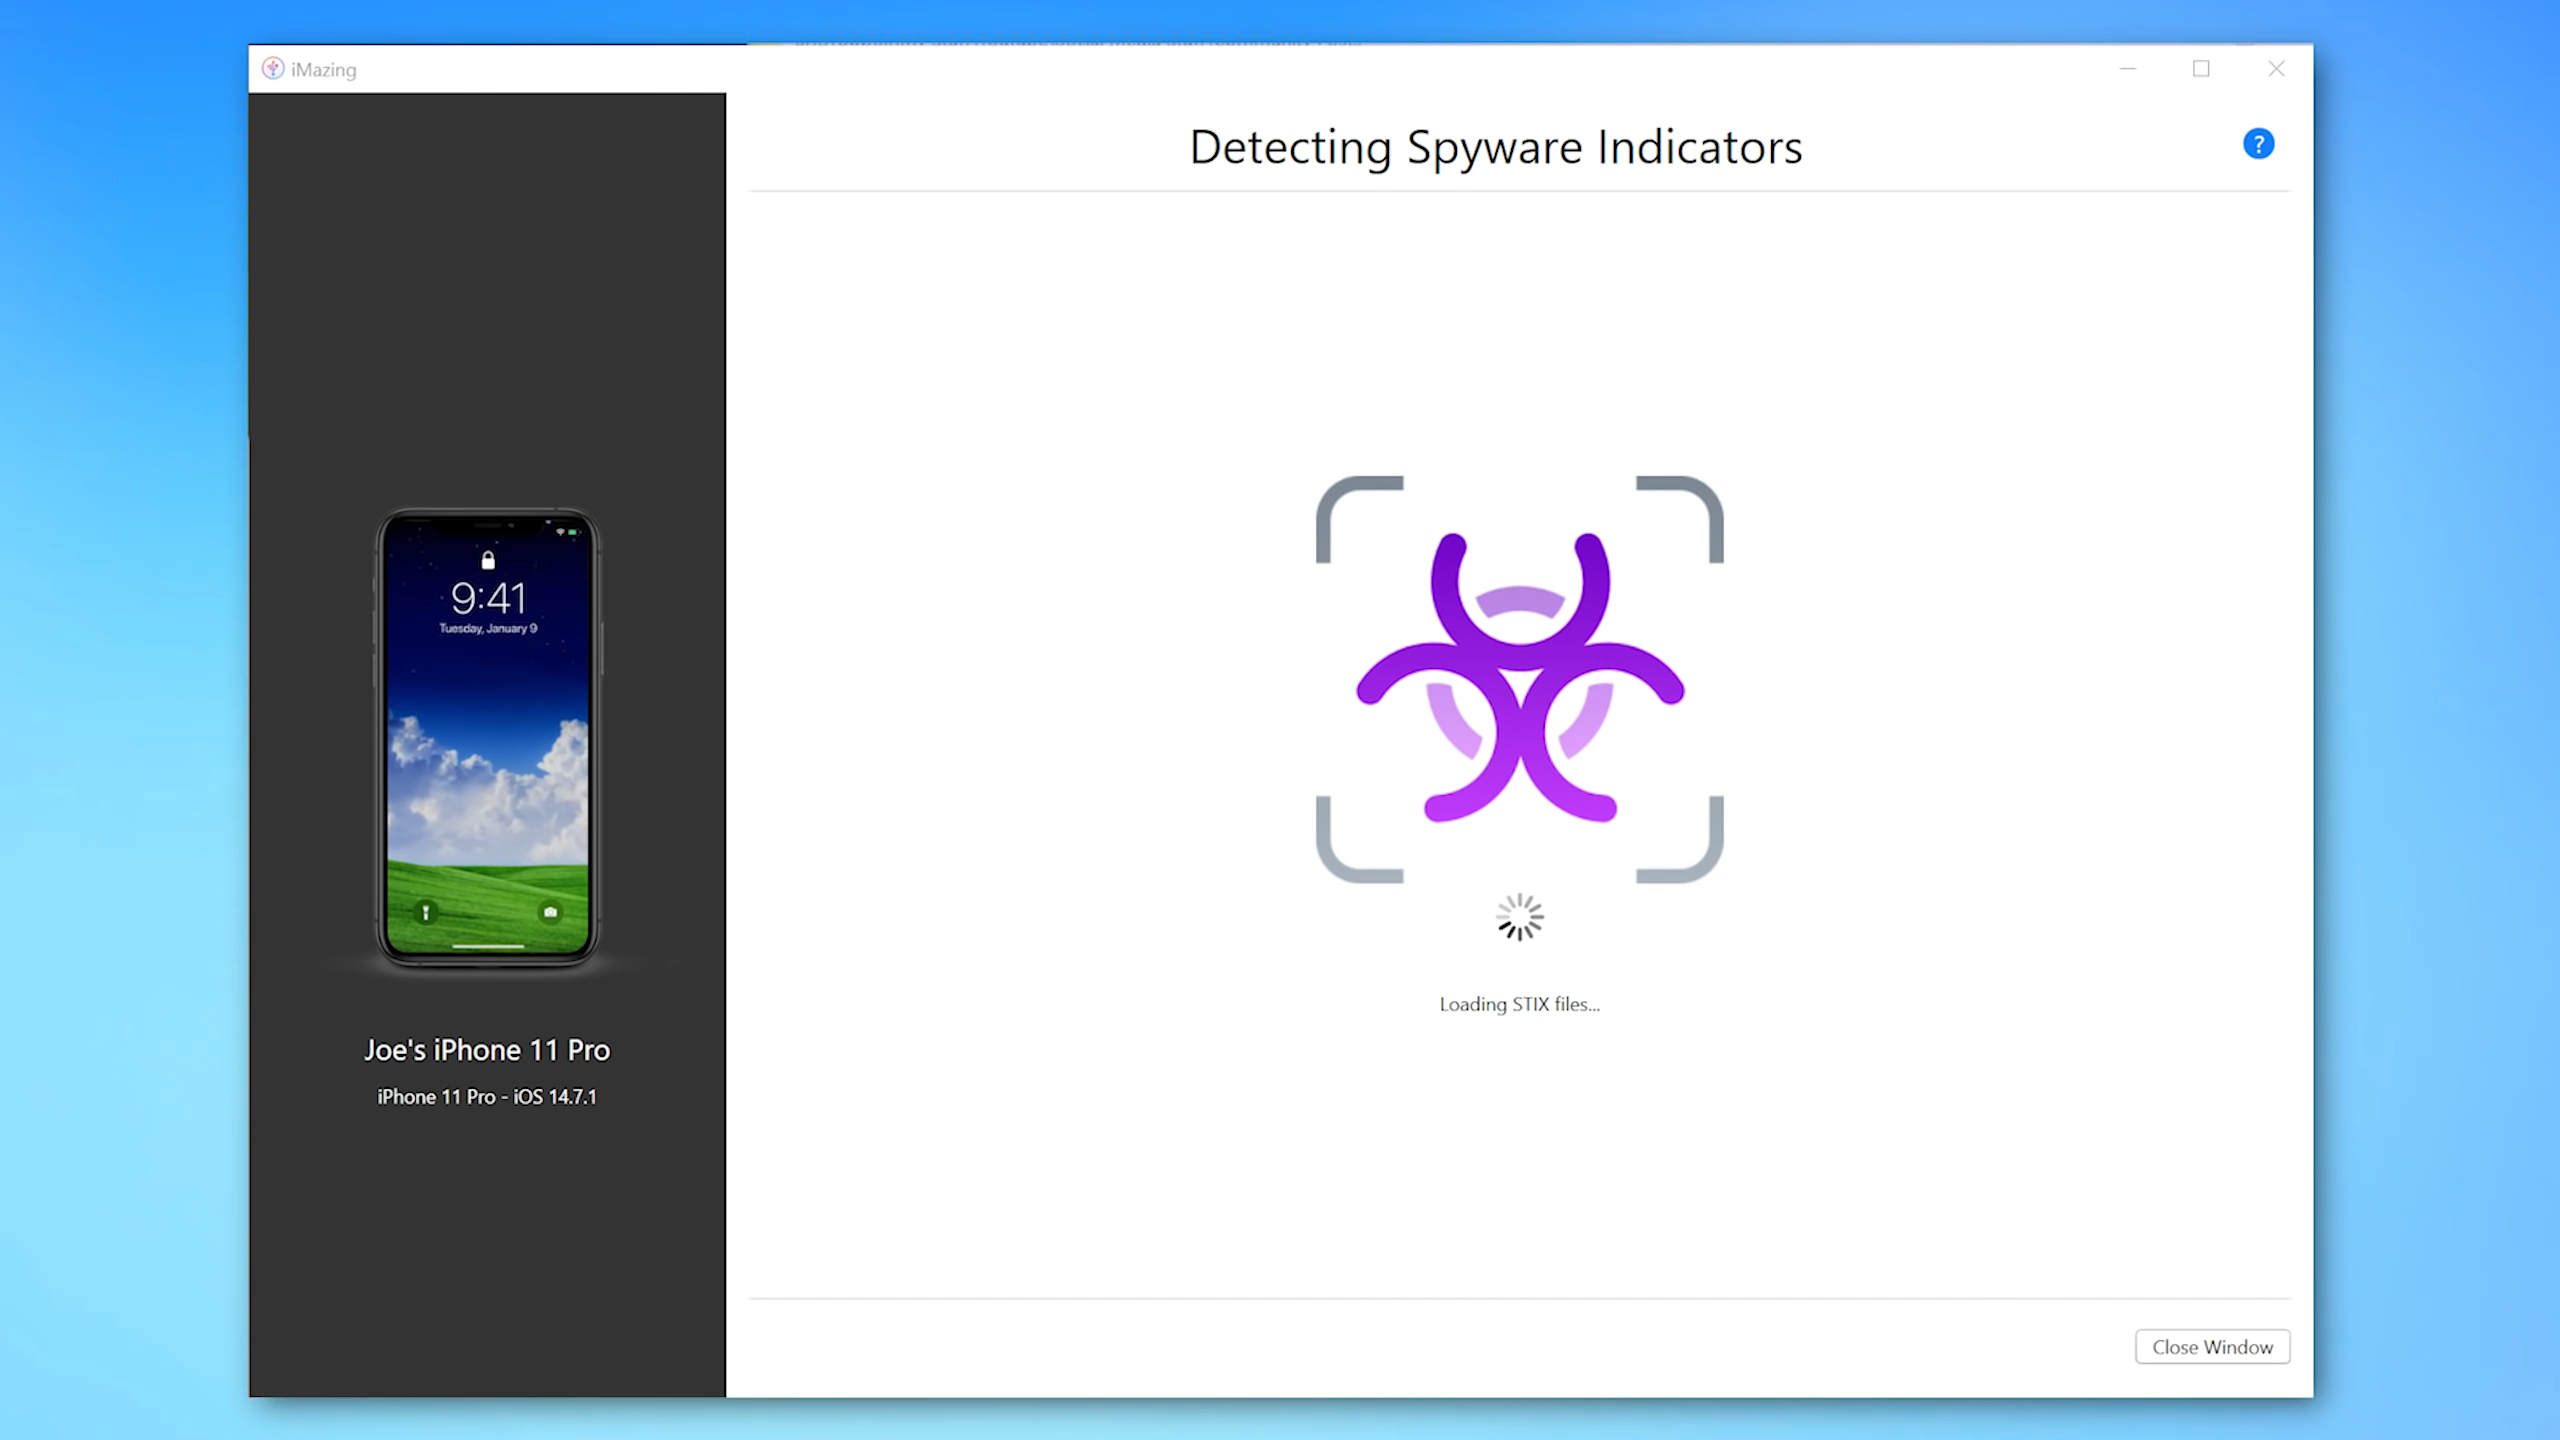 iMazing
Detecting Spyware Indicators
?
9:41
Tuesday, January 9
Loading STIX files...
Joe's iPhone 11 Pro
iPhone 11 Pro - iOS 14.7.1
Close Window